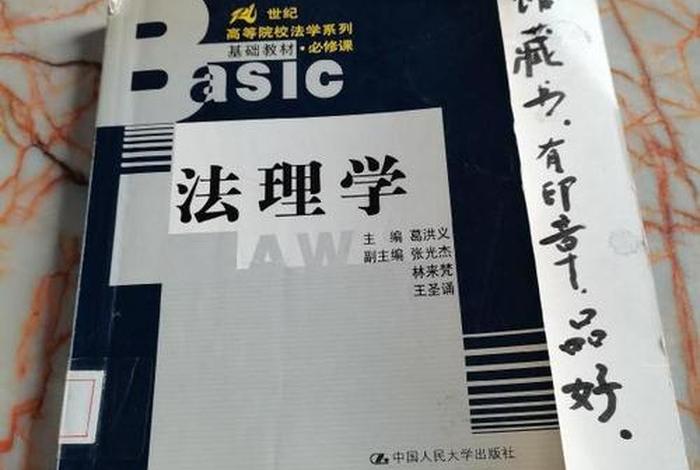 21世纪
高等院校法学系列
基础教材·必修课
Basic
法理学
LAW
主 编 葛洪义
副主编 张光杰
林来梵
王圣诵
中国人民大学出版社
馆藏书.有印章.品好.